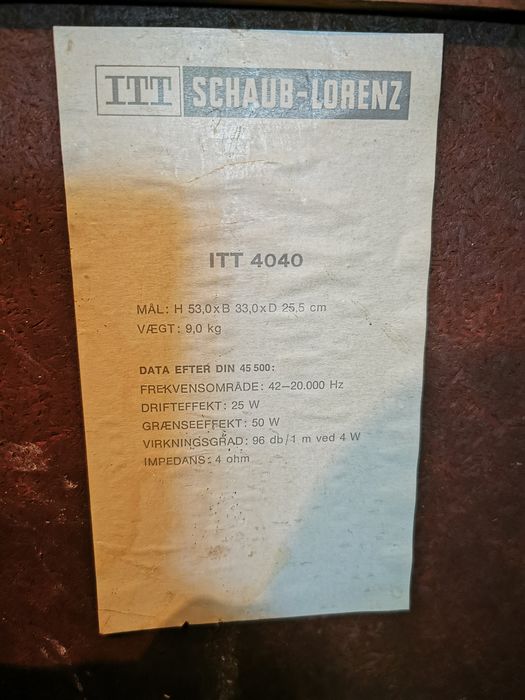 ITT SCHAUB-LORENZ
ITT 4040
MÅL: H 53,0xB 33,0xD 25,5 cm
VÆGT: 9,0 kg
DATA EFTER DIN 45 500:
FREKVENSOMRÅDE: 42–20.000 Hz
DRIFTEFFEKT: 25 W
GRÆNSEEFFEKT: 50 W
VIRKNINGSGRAD: 96 db/1 m ved 4 W
IMPEDANS: 4 ohm